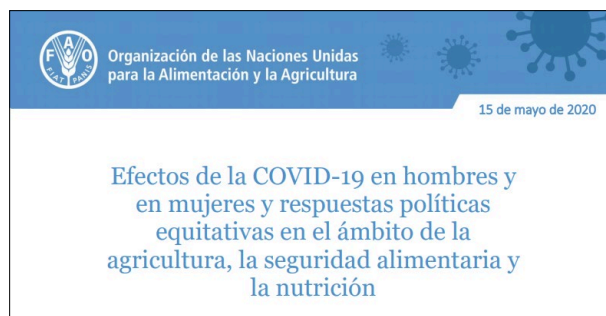 F A O
FIAT PANIS
Organización de las Naciones Unidas
para la Alimentación y la Agricultura
15 de mayo de 2020
Efectos de la COVID-19 en hombres y
en mujeres y respuestas políticas
equitativas en el ámbito de la
agricultura, la seguridad alimentaria y
la nutrición